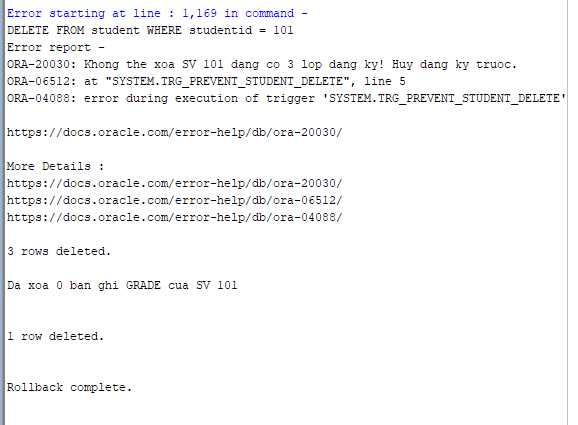 Error starting at line : 1,169 in command -
DELETE FROM student WHERE studentid = 101
Error report -
ORA-20030: Khong the xoa SV 101 dang co 3 lop dang ky! Huy dang ky truoc.
ORA-06512: at "SYSTEM.TRG_PREVENT_STUDENT_DELETE", line 5
ORA-04088: error during execution of trigger 'SYSTEM.TRG_PREVENT_STUDENT_DELETE'
https://docs.oracle.com/error-help/db/ora-20030/
More Details :
https://docs.oracle.com/error-help/db/ora-20030/
https://docs.oracle.com/error-help/db/ora-06512/
https://docs.oracle.com/error-help/db/ora-04088/
3 rows deleted.
Da xoa 0 ban ghi GRADE cua SV 101
1 row deleted.
Rollback complete.